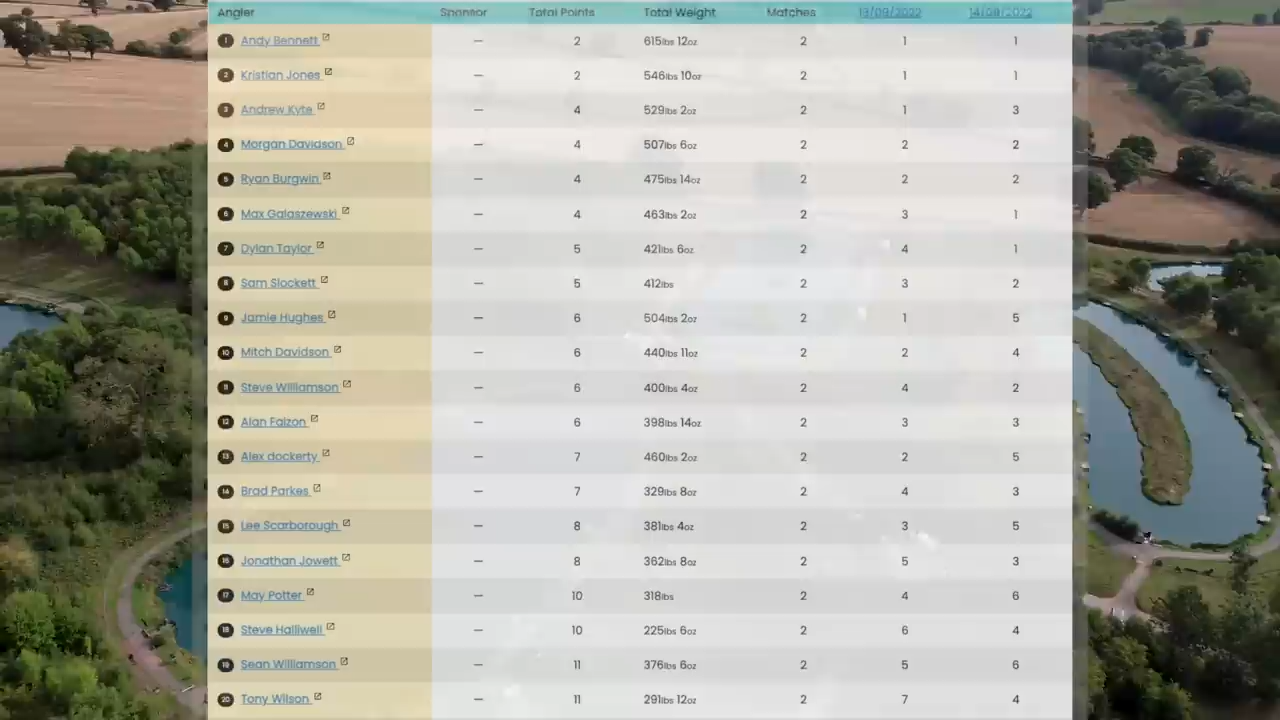 Angler Sponsor Total Points Total Weight Matches 13/09/2022 14/09/2022
1 Andy Bennett — 2 615lbs 12oz 2 1 1
2 Kristian Jones — 2 546lbs 10oz 2 1 1
3 Andrew Kyte — 4 529lbs 2oz 2 1 3
4 Morgan Davidson — 4 507lbs 6oz 2 2 2
5 Ryan Burgwin — 4 475lbs 14oz 2 2 2
6 Max Galaszewski — 4 463lbs 2oz 2 3 1
7 Dylan Taylor — 5 421lbs 6oz 2 4 1
8 Sam Slockett — 5 412lbs 2 3 2
9 Jamie Hughes — 6 504lbs 2oz 2 1 5
10 Mitch Davidson — 6 440lbs 11oz 2 2 4
11 Steve Williamson — 6 400lbs 4oz 2 4 2
12 Alan Falzon — 6 398lbs 14oz 2 3 3
13 Alex dockerty — 7 460lbs 2oz 2 2 5
14 Brad Parkes — 7 329lbs 8oz 2 4 3
15 Lee Scarborough — 8 381lbs 4oz 2 3 5
16 Jonathan Jowett — 8 362lbs 8oz 2 5 3
17 May Potter — 10 318lbs 2 4 6
18 Steve Halliwell — 10 225lbs 6oz 2 6 4
19 Sean Williamson — 11 376lbs 6oz 2 5 6
20 Tony Wilson — 11 291lbs 12oz 2 7 4